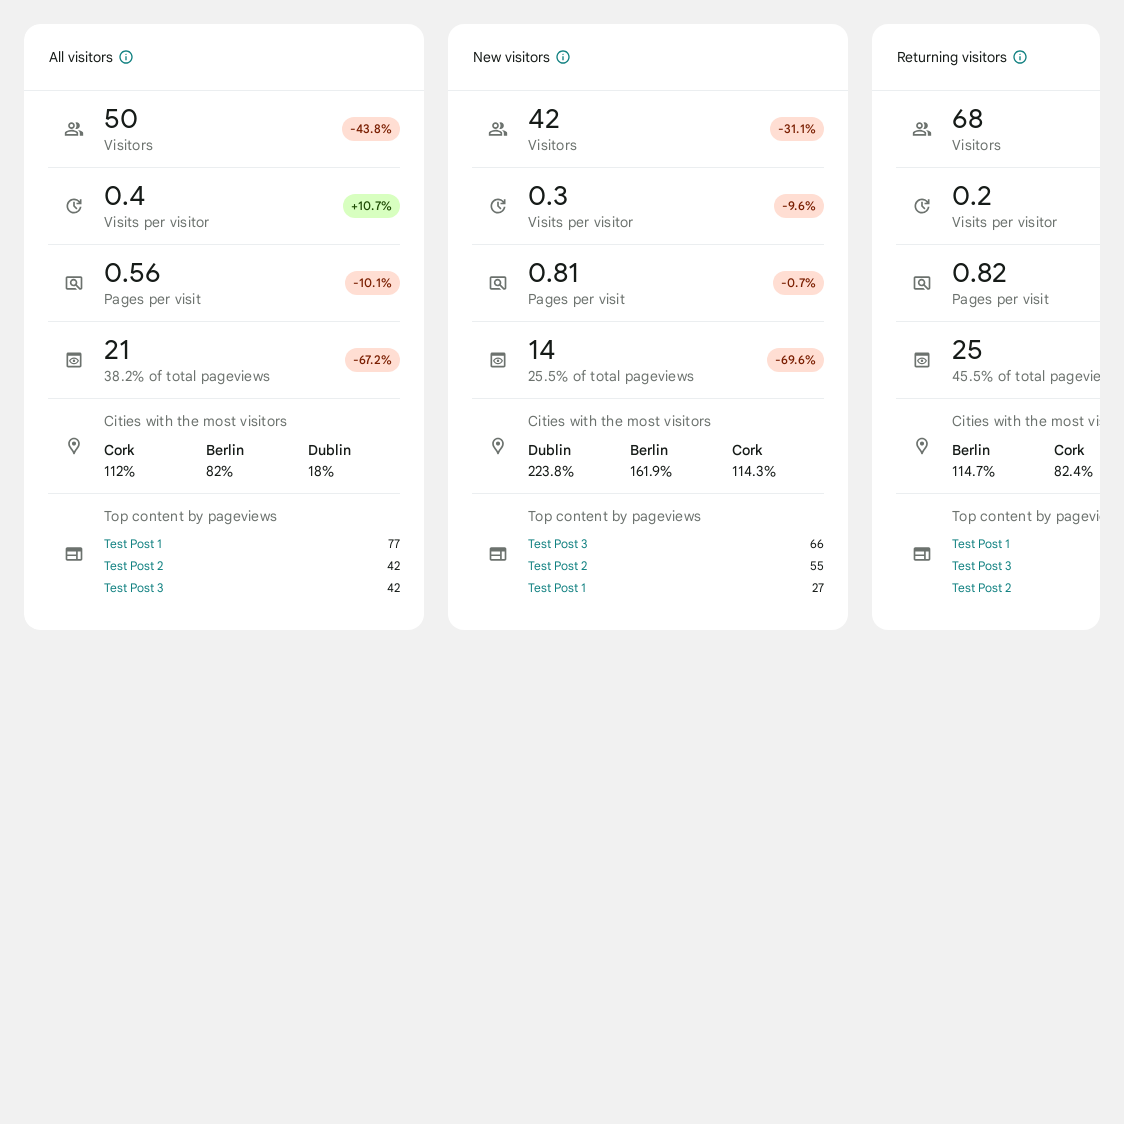 All visitors
50
Visitors
-43.8%
0.4
Visits per visitor
+10.7%
0.56
Pages per visit
-10.1%
21
38.2% of total pageviews
-67.2%
Cities with the most visitors
Cork Berlin Dublin
112% 82% 18%
Top content by pageviews
Test Post 1 77
Test Post 2 42
Test Post 3 42
New visitors
42
Visitors
-31.1%
0.3
Visits per visitor
-9.6%
0.81
Pages per visit
-0.7%
14
25.5% of total pageviews
-69.6%
Cities with the most visitors
Dublin Berlin Cork
223.8% 161.9% 114.3%
Top content by pageviews
Test Post 3 66
Test Post 2 55
Test Post 1 27
Returning visitors
68
Visitors
0.2
Visits per visitor
0.82
Pages per visit
25
45.5% of total
Cities with the most
Berlin Cork
114.7% 82.4%
Top content by
Test Post 1
Test Post 3
Test Post 2